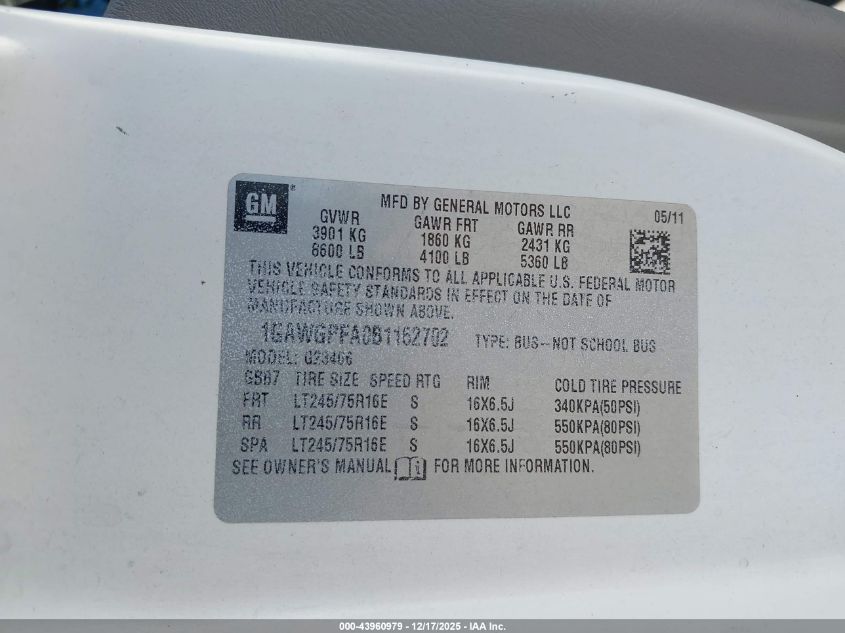 GM
MFD BY GENERAL MOTORS LLC 05/11
GVWR GAWR FRT GAWR RR
3901 KG 1860 KG 2431 KG
8600 LB 4100 LB 5360 LB
THIS VEHICLE CONFORMS TO ALL APPLICABLE U.S. FEDERAL MOTOR
VEHICLE SAFETY STANDARDS IN EFFECT ON THE DATE OF
MANUFACTURE SHOWN ABOVE.
1GAWGPFA0B1162702 TYPE: BUS--NOT SCHOOL BUS
MODEL: G23406
GBB7 TIRE SIZE SPEED RTG RIM COLD TIRE PRESSURE
FRT LT245/75R16E S 16X6.5J 340KPA(50PSI)
RR LT245/75R16E S 16X6.5J 550KPA(80PSI)
SPA LT245/75R16E S 16X6.5J 550KPA(80PSI)
SEE OWNER'S MANUAL FOR MORE INFORMATION.
000-43960979 - 12/17/2025 - IAA Inc.